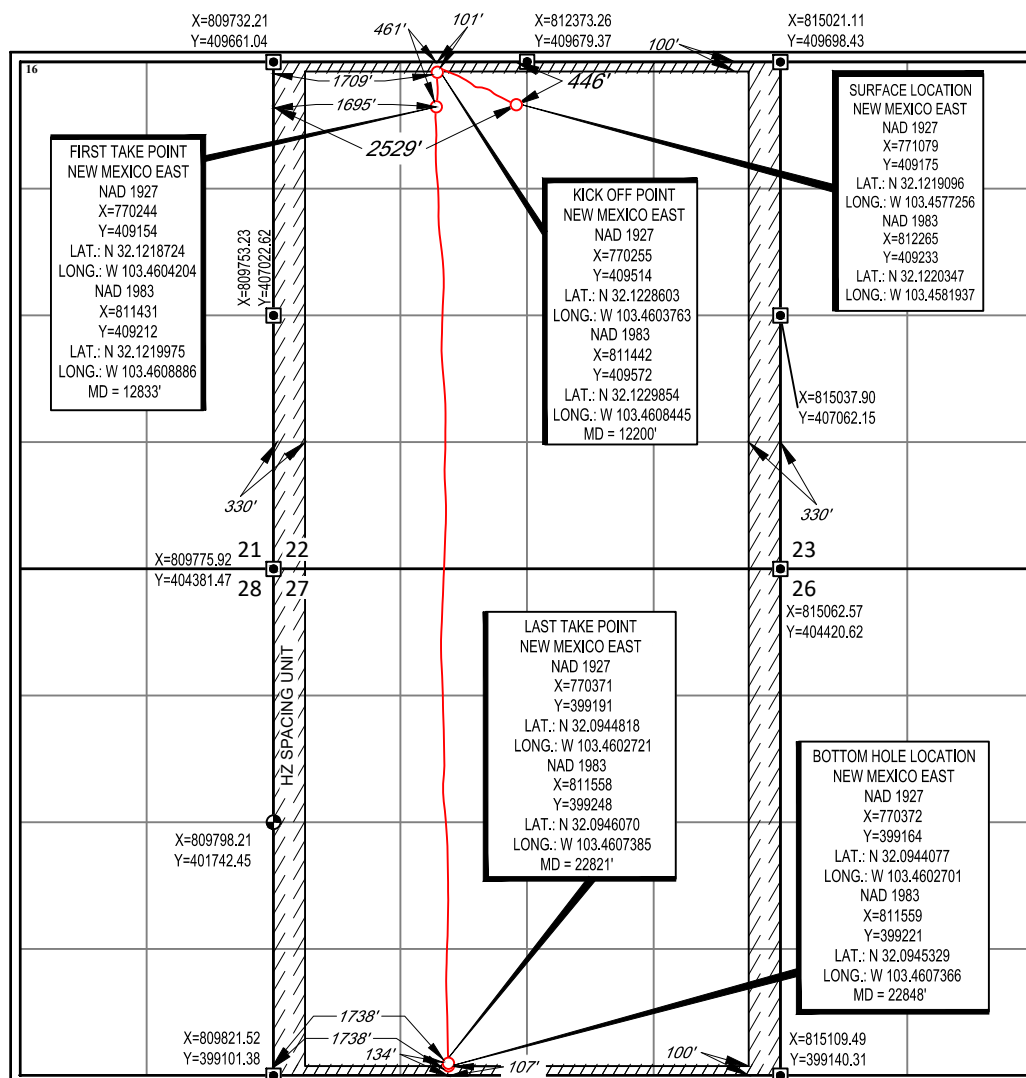 X=809732.21
Y=409661.04
X=812373.26
Y=409679.37
X=815021.11
Y=409698.43
461'
101'
100'
16
1709'
446'
1695'
2529'
SURFACE LOCATION
NEW MEXICO EAST
NAD 1927
X=771079
Y=409175
LAT.: N 32.1219096
LONG.: W 103.4577256
NAD 1983
X=812265
Y=409233
LAT.: N 32.1220347
LONG.: W 103.4581937
FIRST TAKE POINT
NEW MEXICO EAST
NAD 1927
X=770244
Y=409154
LAT.: N 32.1218724
LONG.: W 103.4604204
NAD 1983
X=811431
Y=409212
LAT.: N 32.1219975
LONG.: W 103.4608886
MD = 12833'
KICK OFF POINT
NEW MEXICO EAST
NAD 1927
X=770255
Y=409514
LAT.: N 32.1228603
LONG.: W 103.4603763
NAD 1983
X=811442
Y=409572
LAT.: N 32.1229854
LONG.: W 103.4608445
MD = 12200'
X=809753.23
Y=407022.62
X=815037.90
Y=407062.15
330'
330'
X=809775.92
Y=404381.47
21
22
28
27
23
26
X=815062.57
Y=404420.62
HZ SPACING UNIT
LAST TAKE POINT
NEW MEXICO EAST
NAD 1927
X=770371
Y=399191
LAT.: N 32.0944818
LONG.: W 103.4602721
NAD 1983
X=811558
Y=399248
LAT.: N 32.0946070
LONG.: W 103.4607385
MD = 22821'
BOTTOM HOLE LOCATION
NEW MEXICO EAST
NAD 1927
X=770372
Y=399164
LAT.: N 32.0944077
LONG.: W 103.4602701
NAD 1983
X=811559
Y=399221
LAT.: N 32.0945329
LONG.: W 103.4607366
MD = 22848'
X=809798.21
Y=401742.45
X=809821.52
Y=399101.38
1738'
1738'
134'
107'
100'
X=815109.49
Y=399140.31